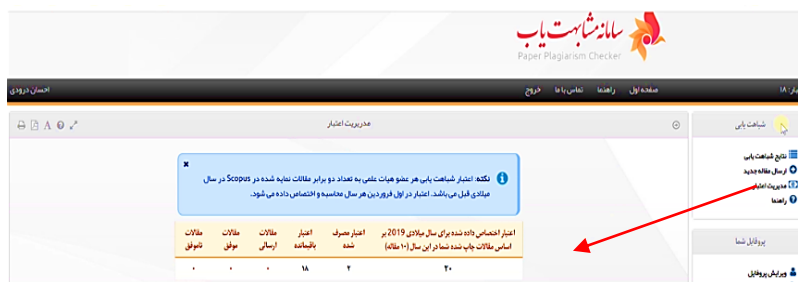 سامانه مشابهت یاب
Paper Plagiarism Checker
احسان درودی
صفحه اول راهنما تماس با ما خروج
بار: ۱۸
شباهت یابی
مدیریت اعتبار
نتایج شباهت یابی
ارسال مقاله جدید
مدیریت اعتبار
راهنما
نکته: اعتبار شباهت یابی هر عضو هیات علمی به تعداد دو برابر مقالات نمایه شده در Scopus در سال
میلادی قبل می باشد. اعتبار در اول فروردین هر سال محاسبه و اختصاص داده می شود.
پروفایل شما
ویرایش پروفایل
اعتبار اختصاص داده شده برای سال میلادی 2019 بر
اساس مقالات چاپ شده شما در این سال (۱۰ مقاله)
اعتبار مصرف
شده
اعتبار
باقیمانده
مقالات
ارسالی
مقالات
موفق
مقالات
ناموفق
۲۰ ۲ ۱۸ ۰ ۰ ۰